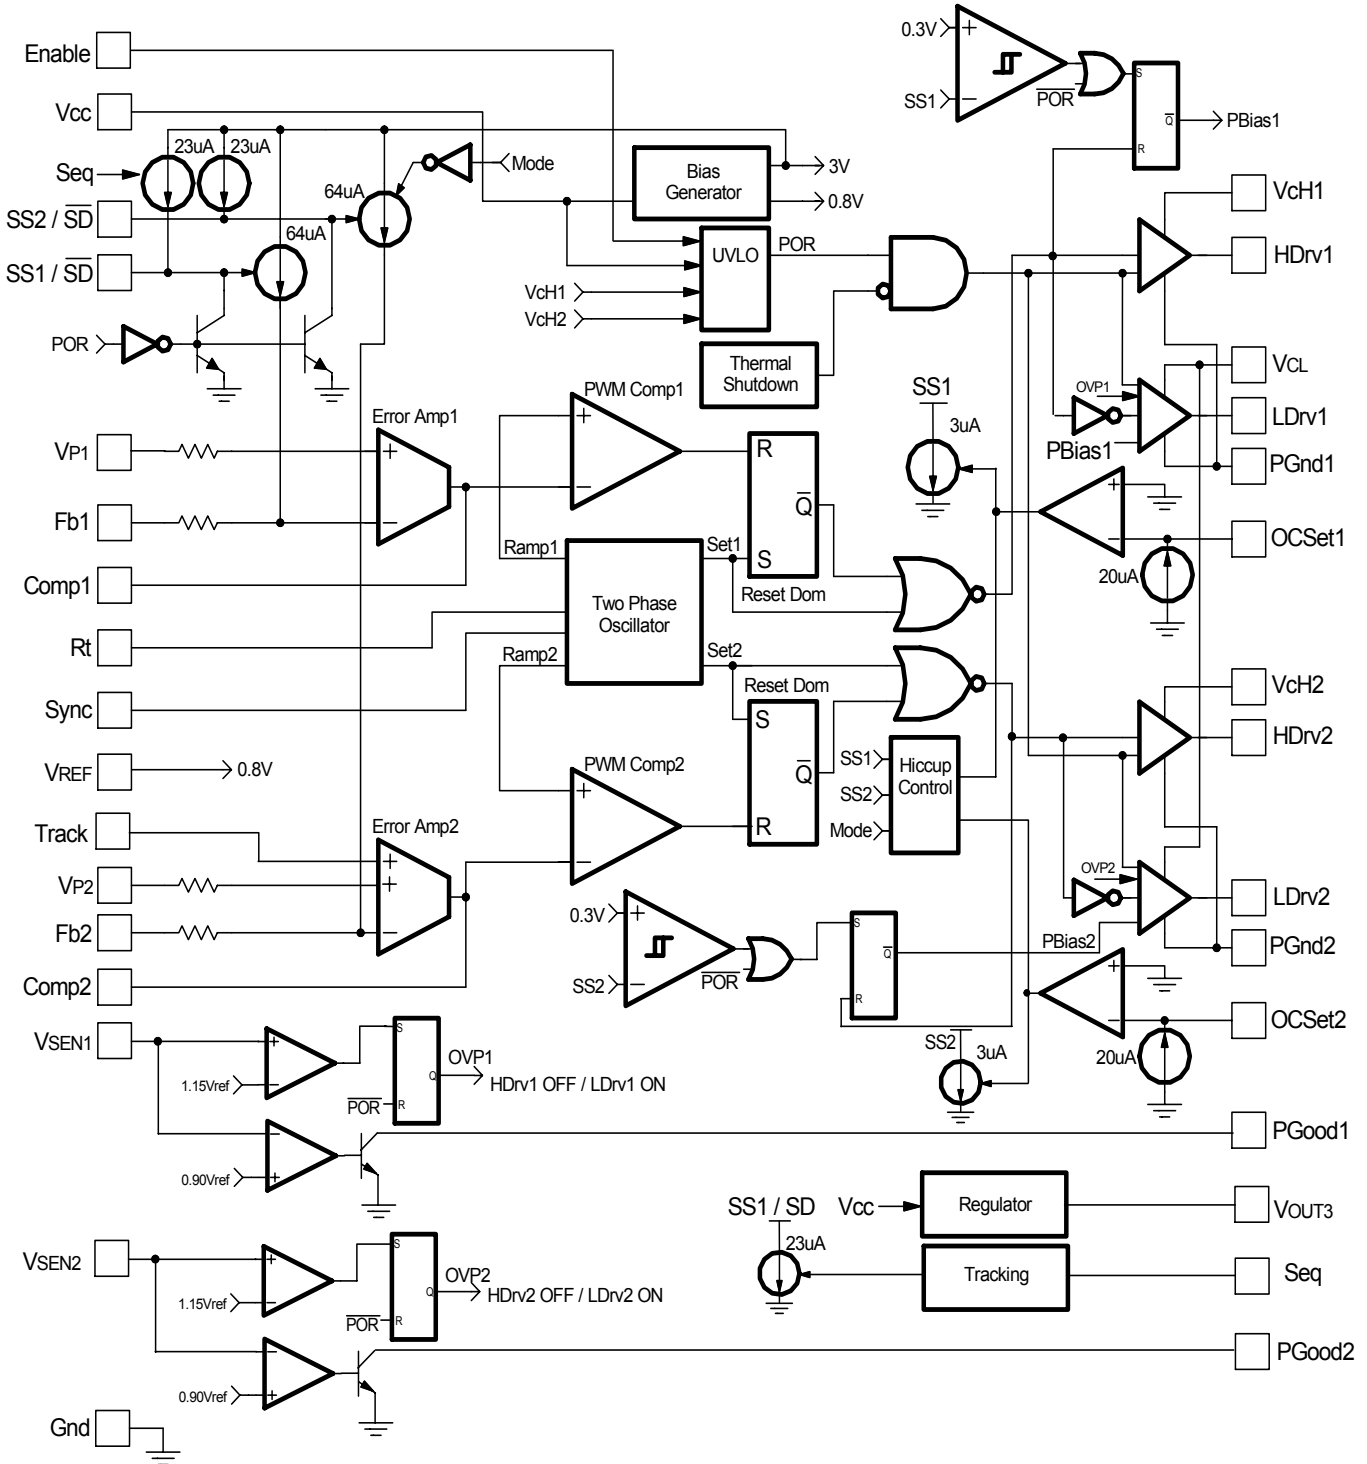 Enable
Vcc
Seq
23uA
23uA
SS2 / SD
SS1 / SD
64uA
64uA
Mode
POR
Bias
Generator
3V
0.8V
UVLO
POR
VcH1
VcH2
Thermal
Shutdown
0.3V
+
SS1
−
POR
S
Q
R
PBias1
VcH1
HDrv1
VCL
OVP1
LDrv1
PBias1
PGnd1
+
−
OCSet1
20uA
SS1
3uA
VP1
Fb1
Error Amp1
+
−
PWM Comp1
+
−
R
Q
S
Reset Dom
Comp1
Rt
Sync
Ramp1
Set1
Two Phase
Oscillator
Ramp2
Set2
Reset Dom
S
Q
R
VREF
0.8V
PWM Comp2
+
−
Track
VP2
Fb2
Comp2
Error Amp2
+
+
−
SS1
SS2
Mode
Hiccup
Control
VcH2
HDrv2
OVP2
LDrv2
PBias2
PGnd2
+
−
OCSet2
20uA
0.3V
+
SS2
−
POR
S
Q
R
SS2
3uA
VSEN1
+
1.15Vref
−
S
Q
POR
R
OVP1
HDrv1 OFF / LDrv1 ON
−
0.90Vref
+
PGood1
SS1 / SD
23uA
Vcc
Regulator
VOUT3
Tracking
Seq
VSEN2
+
1.15Vref
−
S
Q
POR
R
OVP2
HDrv2 OFF / LDrv2 ON
−
0.90Vref
+
PGood2
Gnd